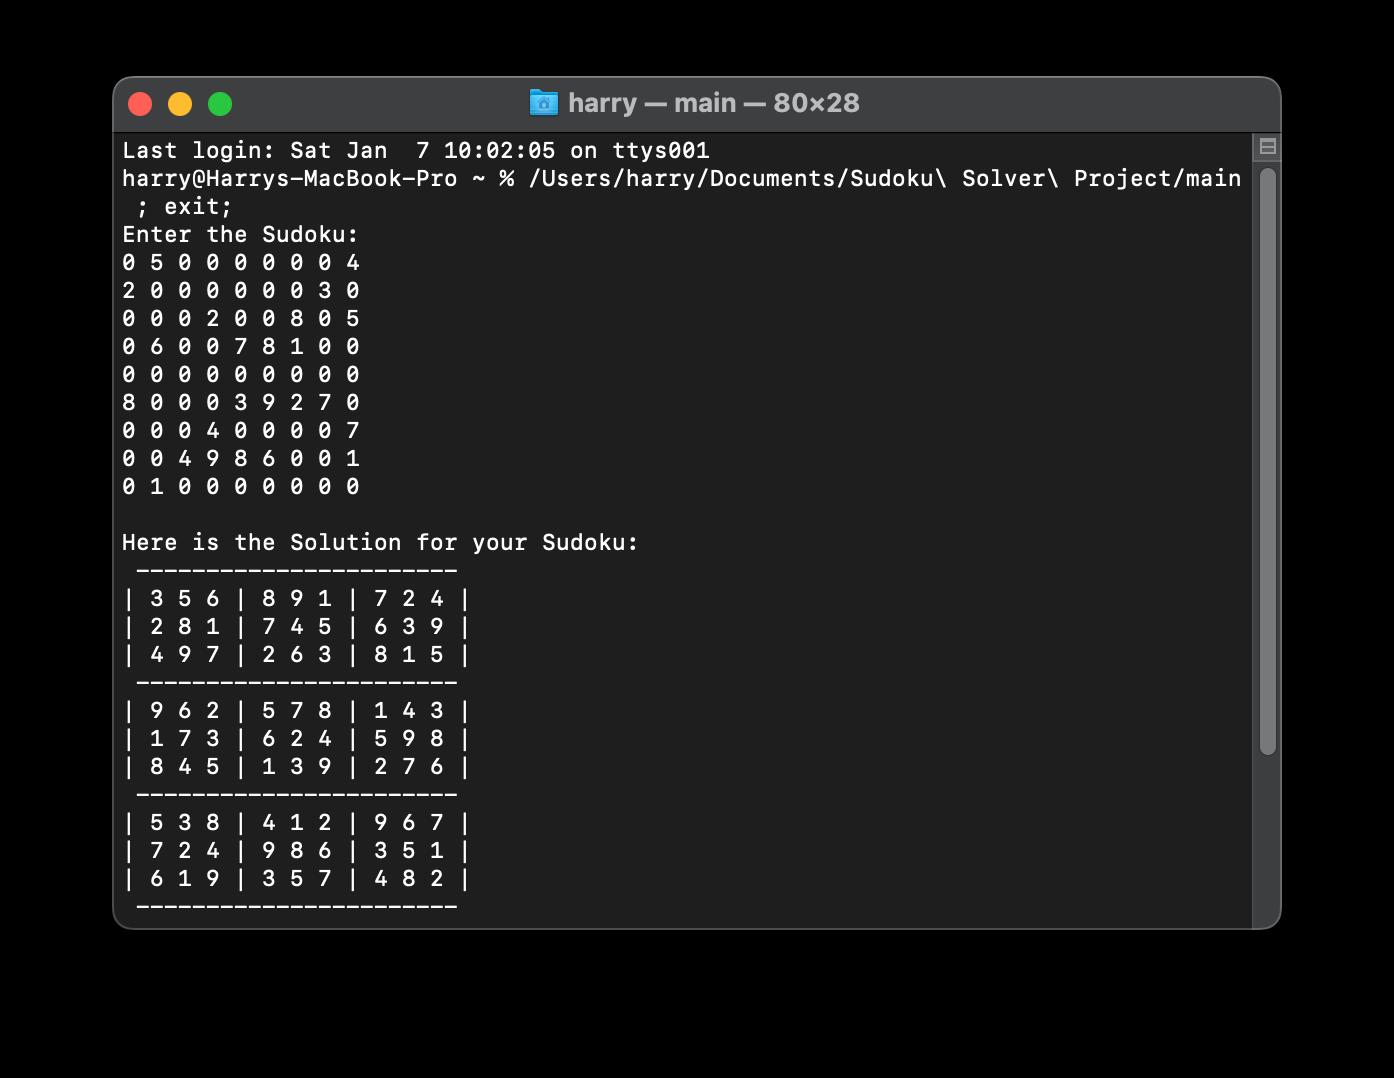 harry — main — 80×28
Last login: Sat Jan  7 10:02:05 on ttys001
harry@Harrys-MacBook-Pro ~ % /Users/harry/Documents/Sudoku\ Solver\ Project/main
 ; exit;
Enter the Sudoku:
0 5 0 0 0 0 0 0 4
2 0 0 0 0 0 0 3 0
0 0 0 2 0 0 8 0 5
0 6 0 0 7 8 1 0 0
0 0 0 0 0 0 0 0 0
8 0 0 0 3 9 2 7 0
0 0 0 4 0 0 0 0 7
0 0 4 9 8 6 0 0 1
0 1 0 0 0 0 0 0 0

Here is the Solution for your Sudoku:
 -----------------------
| 3 5 6 | 8 9 1 | 7 2 4 |
| 2 8 1 | 7 4 5 | 6 3 9 |
| 4 9 7 | 2 6 3 | 8 1 5 |
 -----------------------
| 9 6 2 | 5 7 8 | 1 4 3 |
| 1 7 3 | 6 2 4 | 5 9 8 |
| 8 4 5 | 1 3 9 | 2 7 6 |
 -----------------------
| 5 3 8 | 4 1 2 | 9 6 7 |
| 7 2 4 | 9 8 6 | 3 5 1 |
| 6 1 9 | 3 5 7 | 4 8 2 |
 -----------------------